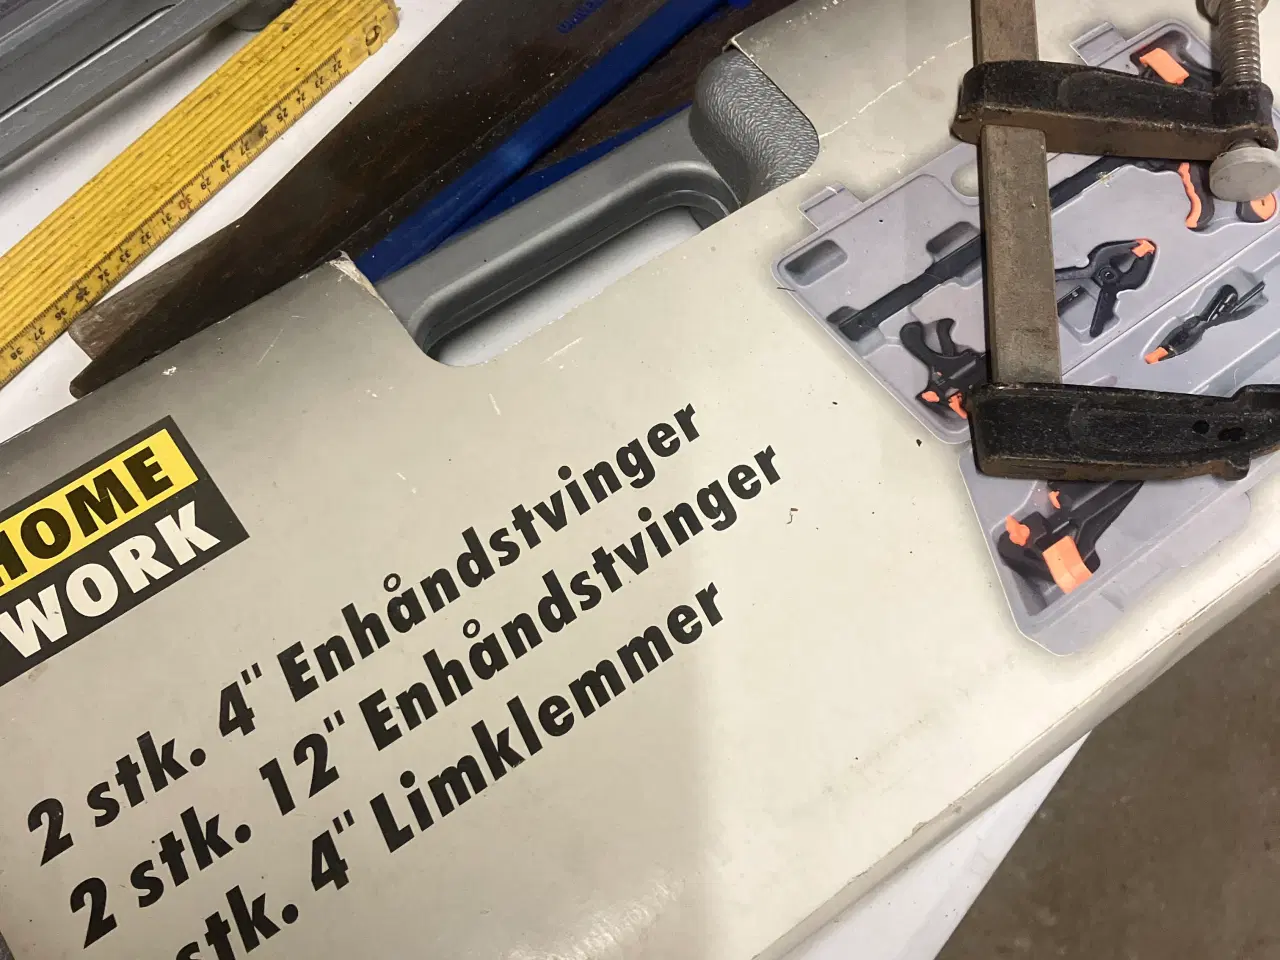 HOME
WORK
2 stk. 4" Enhåndstvinger
2 stk. 12" Enhåndstvinger
stk. 4" Limklemmer